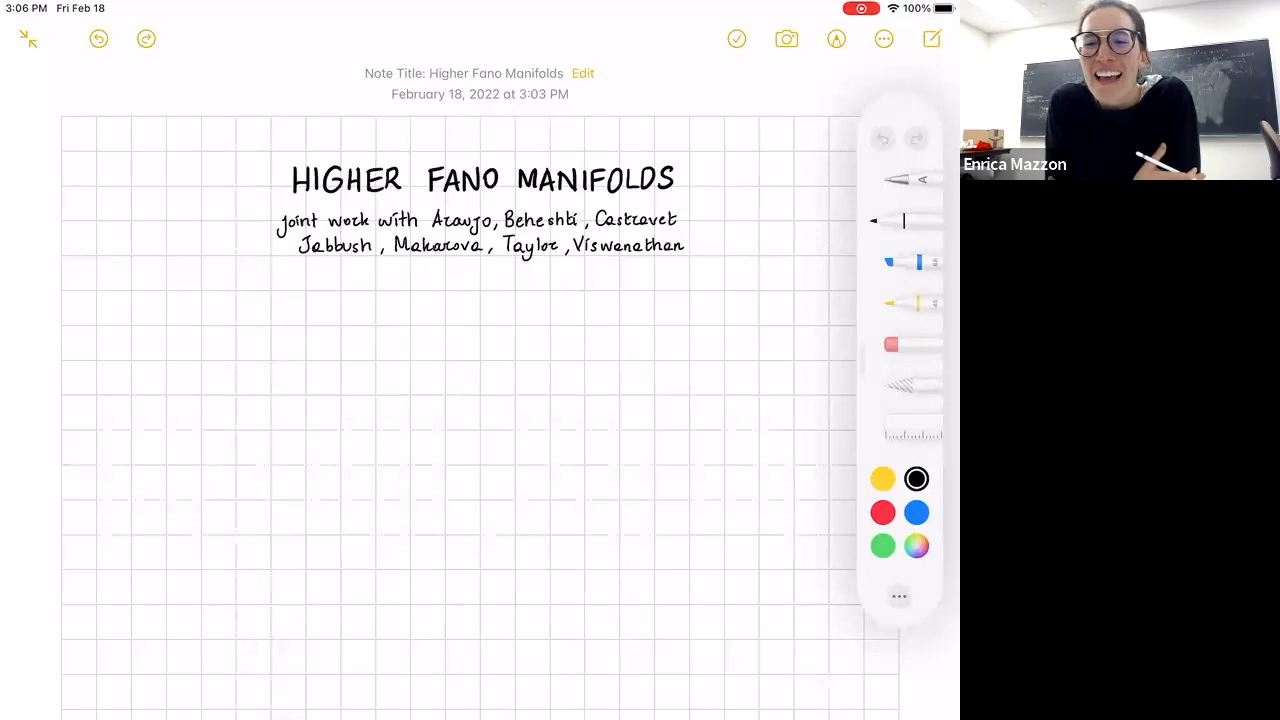 3:06 PM Fri Feb 18
100%
Note Title: Higher Fano Manifolds Edit
February 18, 2022 at 3:03 PM
HIGHER FANO MANIFOLDS
joint work with Araujo, Beheshti, Castravet
Jabbush, Makarova, Taylor, Viswanathan
Enrica Mazzon